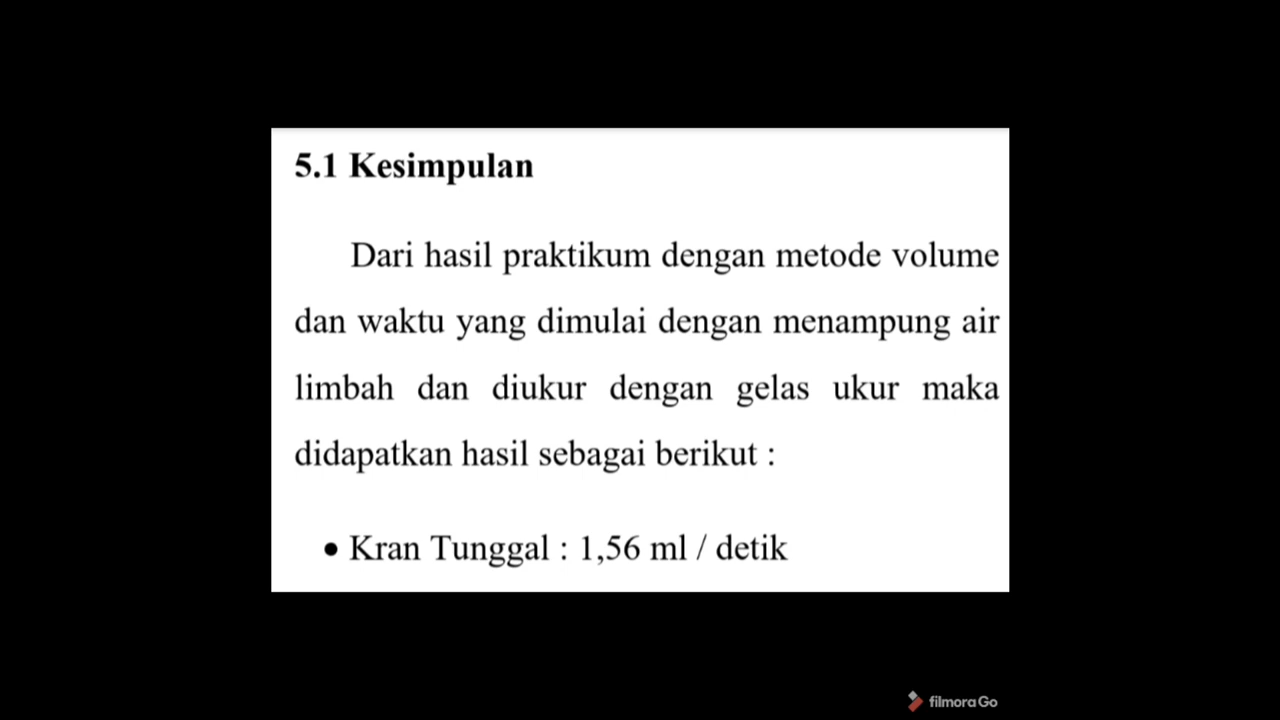 5.1 Kesimpulan
Dari hasil praktikum dengan metode volume
dan waktu yang dimulai dengan menampung air
limbah dan diukur dengan gelas ukur maka
didapatkan hasil sebagai berikut :
• Kran Tunggal : 1,56 ml / detik
filmoraGo